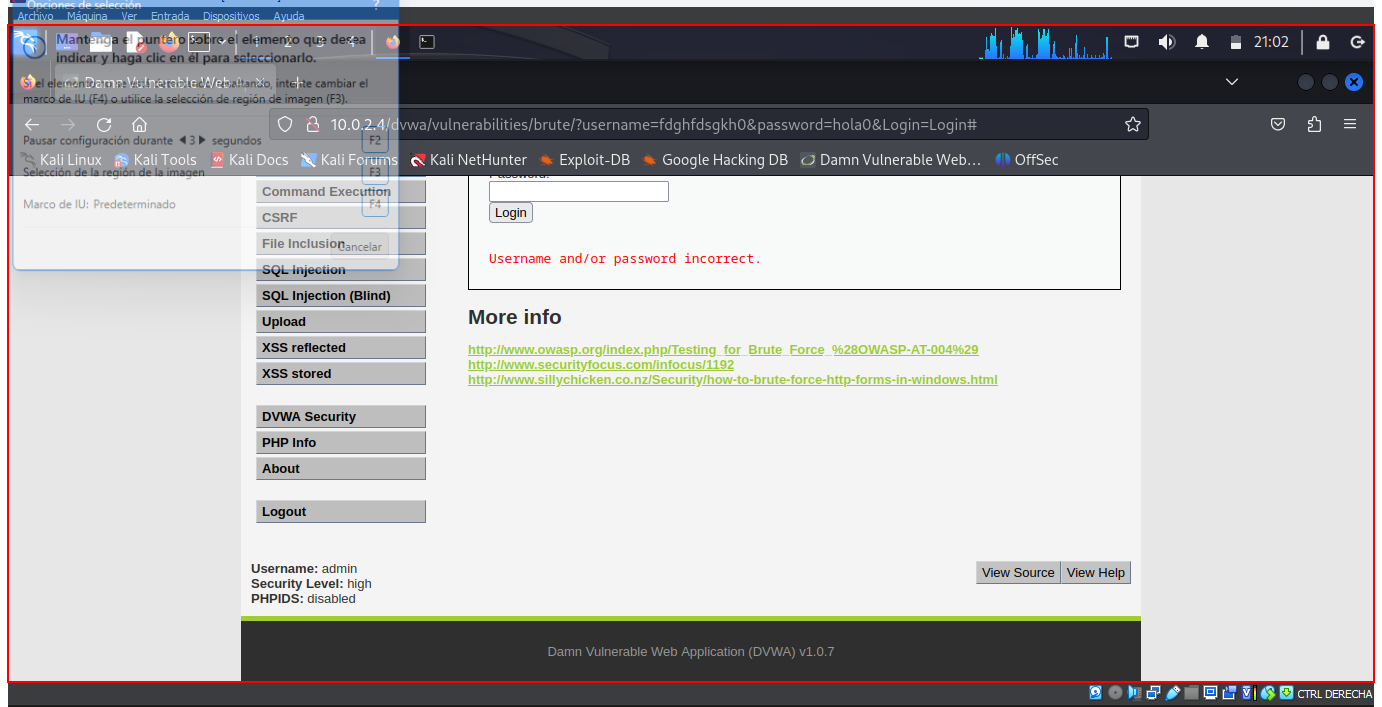 Opciones de selección ?
Archivo Máquina Ver Entrada Dispositivos Ayuda
Mantenga el puntero sobre el elemento que desea
indicar y haga clic en él para seleccionarlo.
21:02
Damn Vulnerable Web
Si el elemento intente cambiar el
marco de IU (F4) o utilice la selección de región de imagen (F3).
10.0.2.4/dvwa/vulnerabilities/brute/?username=fdghfdsgkh0&password=hola0&Login=Login#
Pausar configuración durante 3 segundos F2
Kali Linux Kali Tools Kali Docs Kali Forums Kali NetHunter Exploit-DB Google Hacking DB Damn Vulnerable Web… OffSec
Selección de la región de la imagen F3
Marco de IU: Predeterminado F4
Cancelar
Command Execution
CSRF
File Inclusion
SQL Injection
SQL Injection (Blind)
Upload
XSS reflected
XSS stored
DVWA Security
PHP Info
About
Logout
Password:
Login
Username and/or password incorrect.
More info
http://www.owasp.org/index.php/Testing_for_Brute_Force_%28OWASP-AT-004%29
http://www.securityfocus.com/infocus/1192
http://www.sillychicken.co.nz/Security/how-to-brute-force-http-forms-in-windows.html
Username: admin
Security Level: high
PHPIDS: disabled
View Source View Help
Damn Vulnerable Web Application (DVWA) v1.0.7
CTRL DERECHA